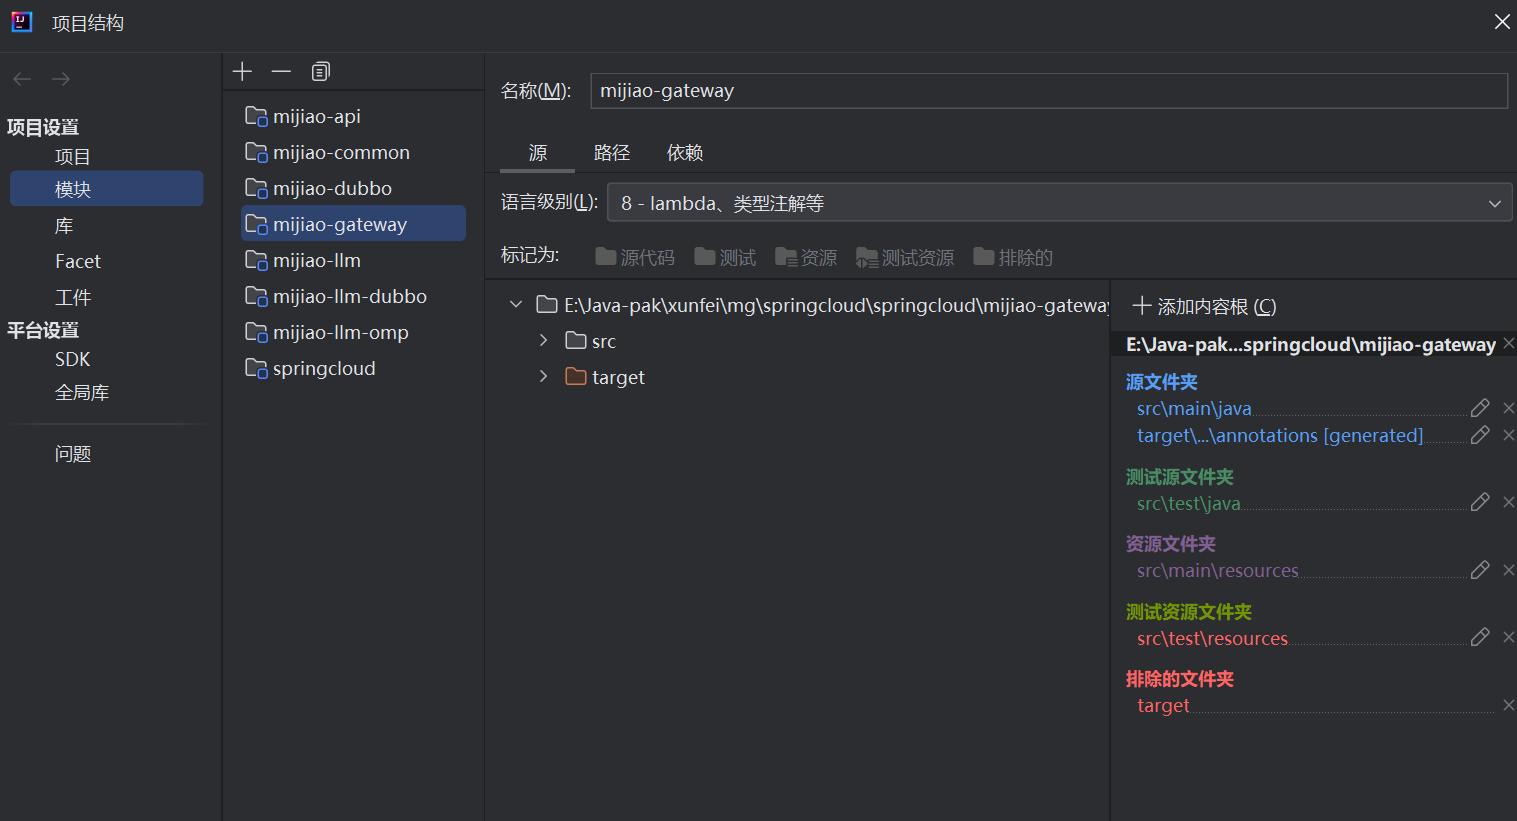 项目结构
项目设置
项目
模块
库
Facet
工件
平台设置
SDK
全局库
问题
mijiao-api
mijiao-common
mijiao-dubbo
mijiao-gateway
mijiao-llm
mijiao-llm-dubbo
mijiao-llm-omp
springcloud
名称(M): mijiao-gateway
源 路径 依赖
语言级别(L): 8 - lambda、类型注解等
标记为: 源代码 测试 资源 测试资源 排除的
E:\Java-pak\xunfei\mg\springcloud\springcloud\mijiao-gateway
src
target
添加内容根 (C)
E:\Java-pak...springcloud\mijiao-gateway
源文件夹
src\main\java
target\...\annotations [generated]
测试源文件夹
src\test\java
资源文件夹
src\main\resources
测试资源文件夹
src\test\resources
排除的文件夹
target